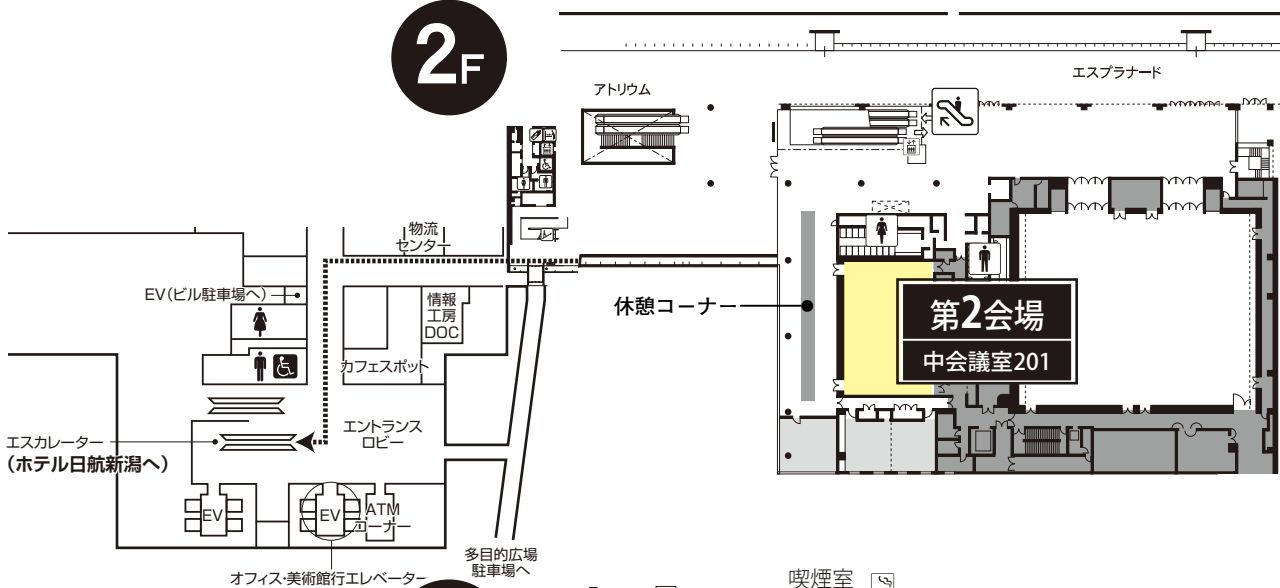 2F
アトリウム
エスプラナード
物流
センター
EV（ビル駐車場へ）
情報
工房
DOC
カフェスポット
休憩コーナー
第2会場
中会議室201
エントランス
ロビー
エスカレーター
（ホテル日航新潟へ）
EV
EV
ATM
コーナー
多目的広場
駐車場へ
オフィス・美術館行エレベーター
喫煙室